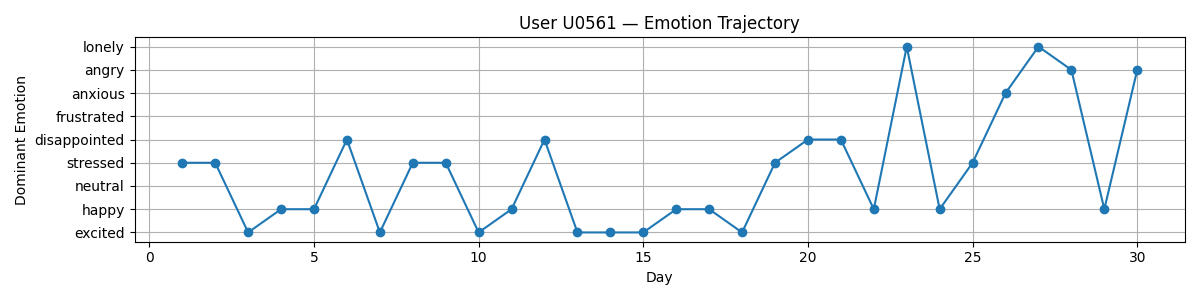 User U0561 — Emotion Trajectory
Dominant Emotion
lonely
angry
anxious
frustrated
disappointed
stressed
neutral
happy
excited
0 5 10 15 20 25 30
Day